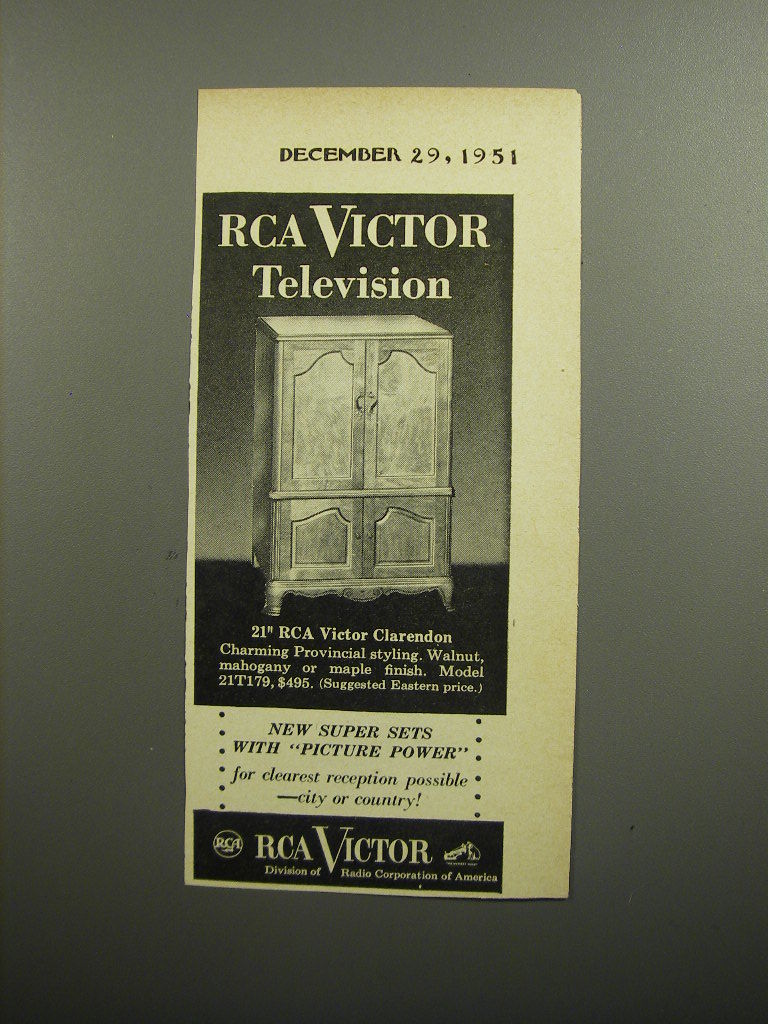 DECEMBER 29, 1951
RCA VICTOR
Television
21" RCA Victor Clarendon
Charming Provincial styling. Walnut,
mahogany or maple finish. Model
21T179, $495. (Suggested Eastern price.)
NEW SUPER SETS
WITH "PICTURE POWER"
for clearest reception possible
—city or country!
RCA RCA VICTOR
Division of Radio Corporation of America